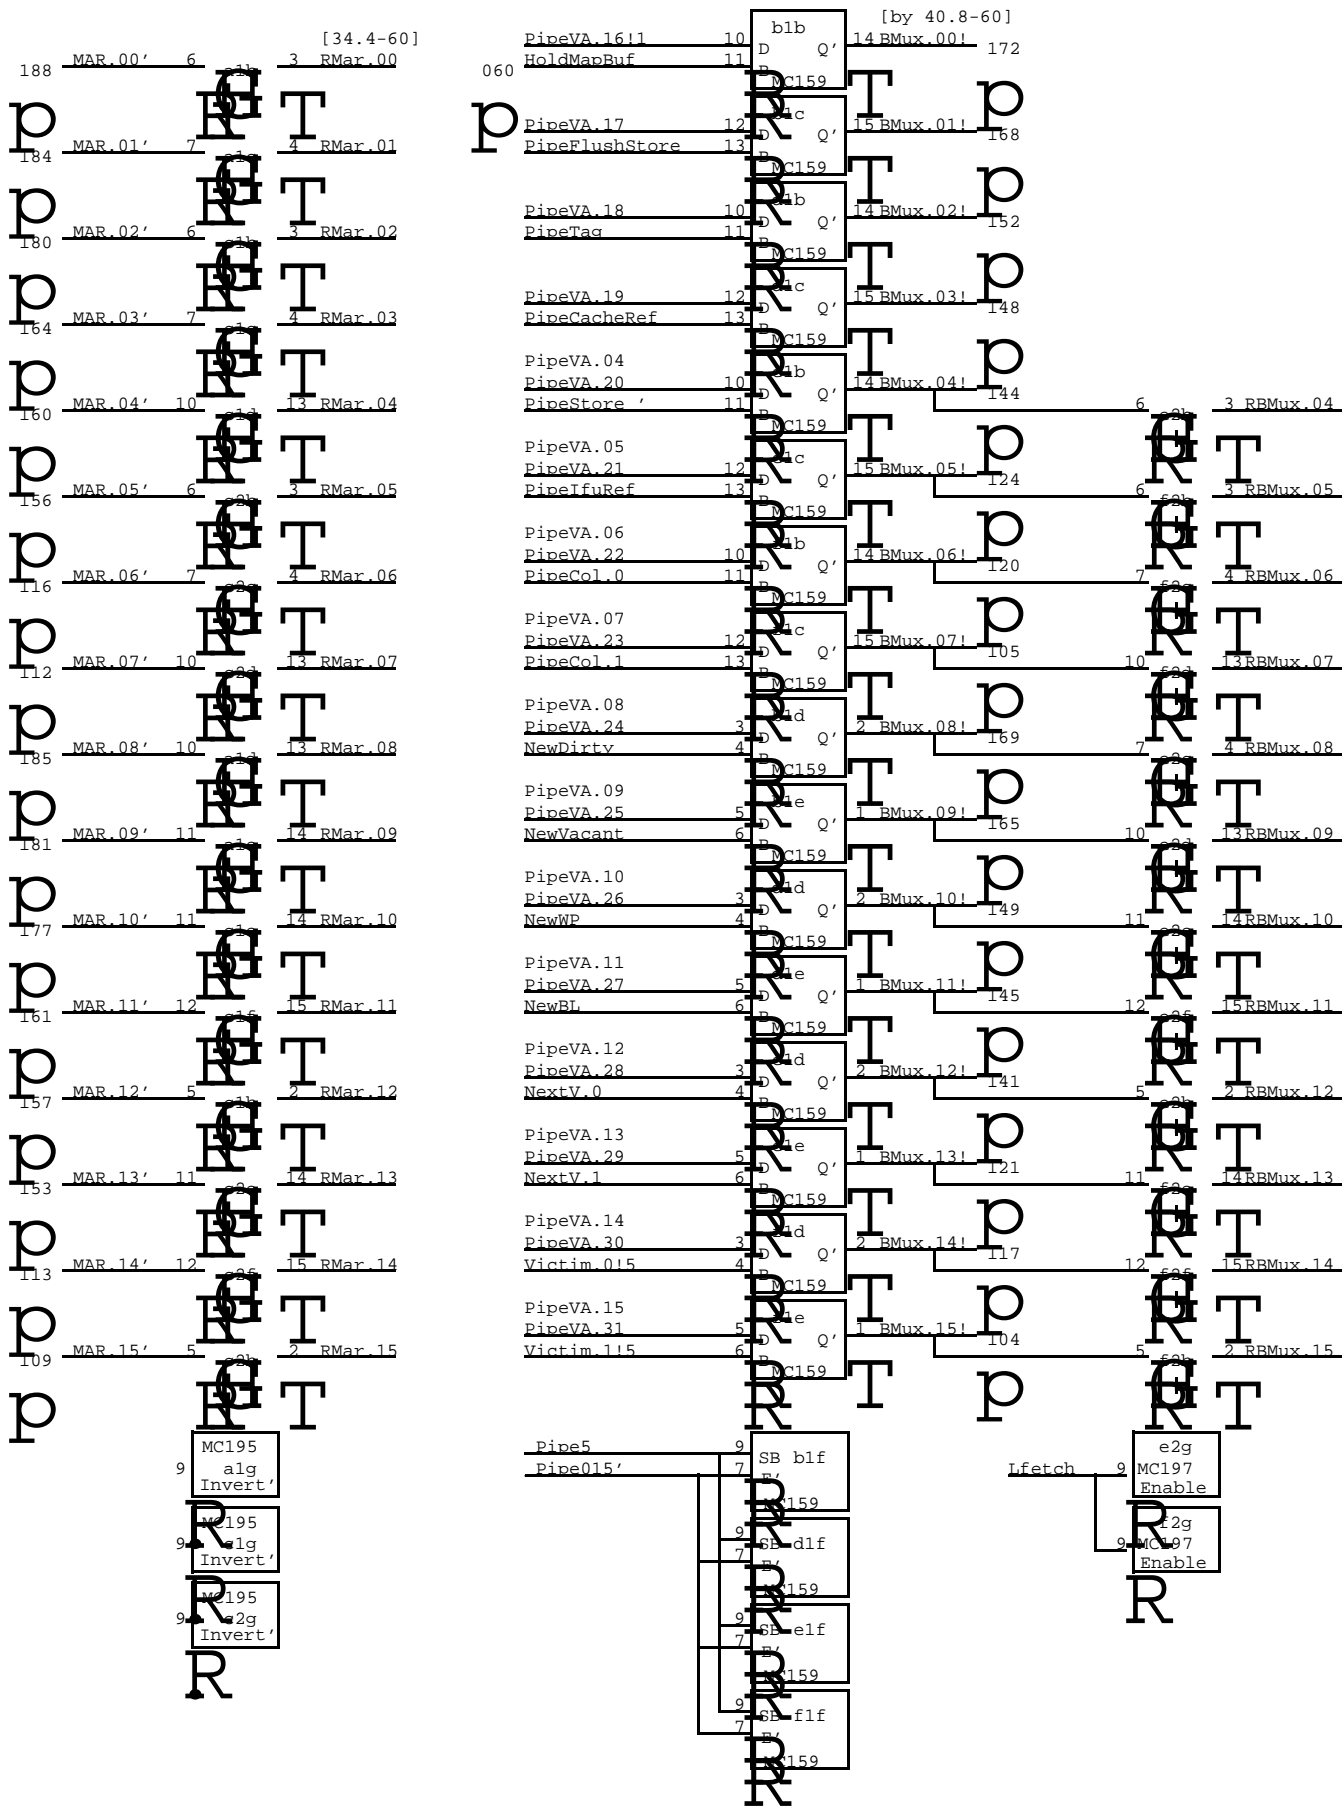 [34.4-60]
188 MAR.00' 6 3 RMar.00
184 MAR.01' 7 4 RMar.01
180 MAR.02' 6 3 RMar.02
164 MAR.03' 7 4 RMar.03
160 MAR.04' 10 13 RMar.04
156 MAR.05' 6 3 RMar.05
116 MAR.06' 7 4 RMar.06
112 MAR.07' 10 13 RMar.07
185 MAR.08' 10 13 RMar.08
181 MAR.09' 11 14 RMar.09
177 MAR.10' 11 14 RMar.10
161 MAR.11' 12 15 RMar.11
157 MAR.12' 5 2 RMar.12
153 MAR.13' 11 14 RMar.13
113 MAR.14' 12 15 RMar.14
109 MAR.15' 5 2 RMar.15
MC195
9 a1g
Invert'
MC195
9 c1g
Invert'
MC195
9 c2g
Invert'
[by 40.8-60]
b1b
PipeVA.16!1 10 D Q' 14 BMux.00! 172
060 HoldMapBuf 11
MC159
PipeVA.17 12 D Q' 15 BMux.01! 168
PipeFlushStore 13
MC159
PipeVA.18 10 D Q' 14 BMux.02! 152
PipeTag 11
MC159
PipeVA.19 12 D Q' 15 BMux.03! 148
PipeCacheRef 13
MC159
PipeVA.04
PipeVA.20 10 D Q' 14 BMux.04! 144
PipeStore ' 11
MC159
6 3 RBMux.04
PipeVA.05
PipeVA.21 12 D Q' 15 BMux.05! 124
PipeIfuRef 13
MC159
6 3 RBMux.05
PipeVA.06
PipeVA.22 10 D Q' 14 BMux.06! 120
PipeCol.0 11
MC159
7 4 RBMux.06
PipeVA.07
PipeVA.23 12 D Q' 15 BMux.07! 105
PipeCol.1 13
MC159
10 13 RBMux.07
PipeVA.08
PipeVA.24 3 D Q' 2 BMux.08! 169
NewDirty 4
MC159
7 4 RBMux.08
PipeVA.09
PipeVA.25 5 D Q' 1 BMux.09! 165
NewVacant 6
MC159
10 13 RBMux.09
PipeVA.10
PipeVA.26 3 D Q' 2 BMux.10! 149
NewWP 4
MC159
11 14 RBMux.10
PipeVA.11
PipeVA.27 5 D Q' 1 BMux.11! 145
NewBL 6
MC159
12 15 RBMux.11
PipeVA.12
PipeVA.28 3 D Q' 2 BMux.12! 141
NextV.0 4
MC159
5 2 RBMux.12
PipeVA.13
PipeVA.29 5 D Q' 1 BMux.13! 121
NextV.1 6
MC159
11 14 RBMux.13
PipeVA.14
PipeVA.30 3 D Q' 2 BMux.14! 117
Victim.0!5 4
MC159
12 15 RBMux.14
PipeVA.15
PipeVA.31 5 D Q' 1 BMux.15! 104
Victim.1!5 6
MC159
5 2 RBMux.15
Pipe5 9 SB b1f
Pipe015' 7 E'
MC159
9 SB d1f
7 E'
MC159
9 SB e1f
7 E'
MC159
9 SB f1f
7 E'
MC159
e2g
Lfetch 9 MC197
Enable
f2g
9 MC197
Enable